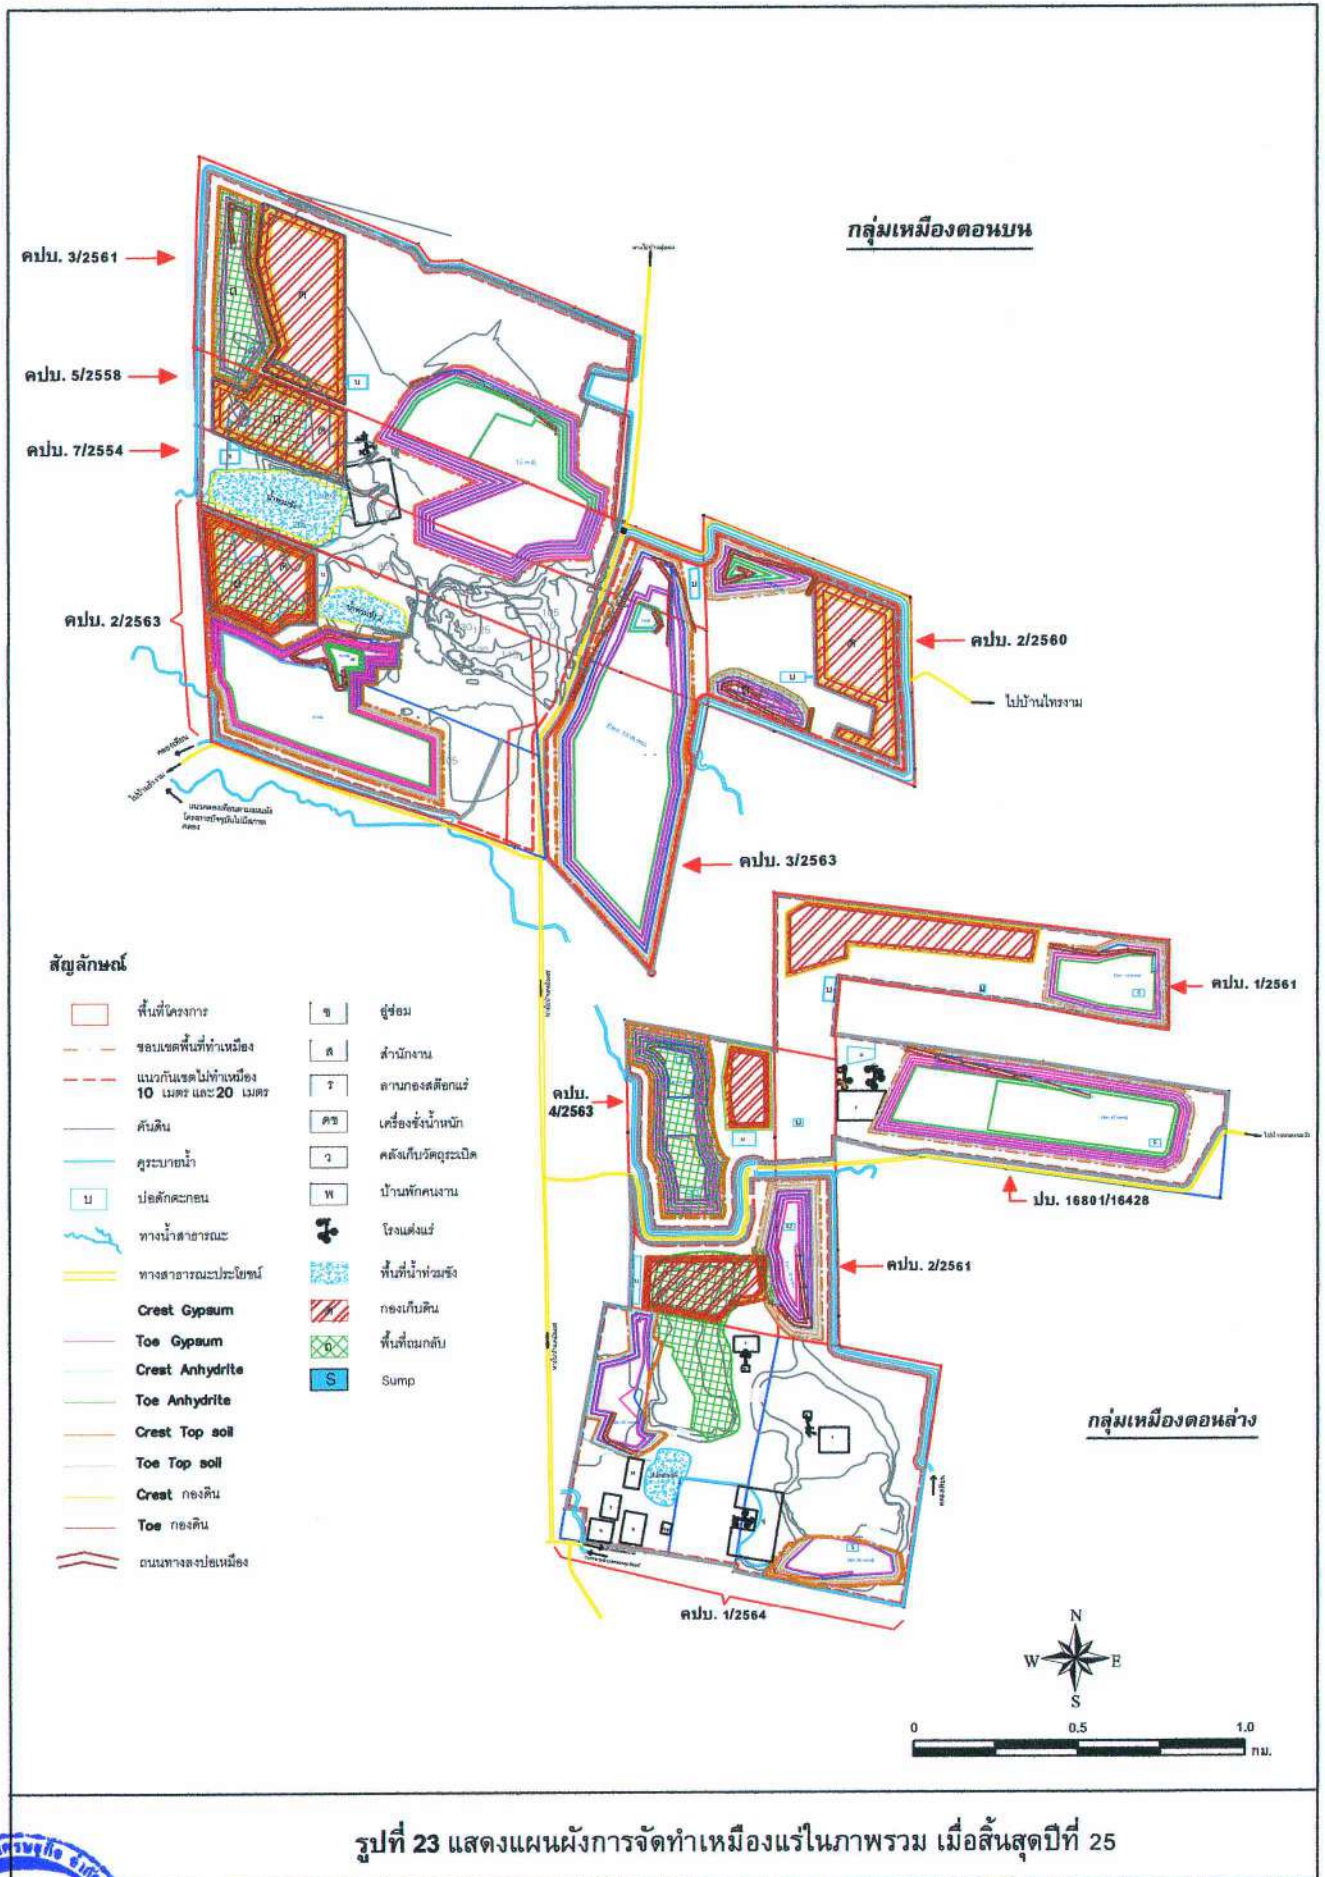 กลุ่มเหมืองตอนบน
คปบ. 3/2561
คปบ. 5/2558
คปบ. 7/2554
คปบ. 2/2563
คปบ. 2/2560
ไปบ้านไทรงาม
คปบ. 3/2563
คปบ. 1/2561
คปบ.
4/2563
ปบ. 16801/16428
คปบ. 2/2561
กลุ่มเหมืองตอนล่าง
คปบ. 1/2564
สัญลักษณ์
พื้นที่โครงการ
ขอบเขตพื้นที่ทำเหมือง
แนวกันเขตไม่ทำเหมือง
10 เมตร และ 20 เมตร
คันดิน
คูระบายน้ำ
บ บ่อดักตะกอน
ทางน้ำสาธารณะ
ทางสาธารณะประโยชน์
Crest Gypsum
Toe Gypsum
Crest Anhydrite
Toe Anhydrite
Crest Top soil
Toe Top soil
Crest กองดิน
Toe กองดิน
ถนนทางลงบ่อเหมือง
ซ อู่ซ่อม
ส สำนักงาน
ร ลานกองสต๊อกแร่
คช เครื่องชั่งน้ำหนัก
ว คลังเก็บวัตถุระเบิด
พ บ้านพักคนงาน
โรงแต่งแร่
พื้นที่น้ำท่วมขัง
ด กองเก็บดิน
ถ พื้นที่ถมกลับ
S Sump
N
W E
S
0 0.5 1.0
กม.
รูปที่ 23 แสดงแผนผังการจัดทำเหมืองแร่ในภาพรวม เมื่อสิ้นสุดปีที่ 25